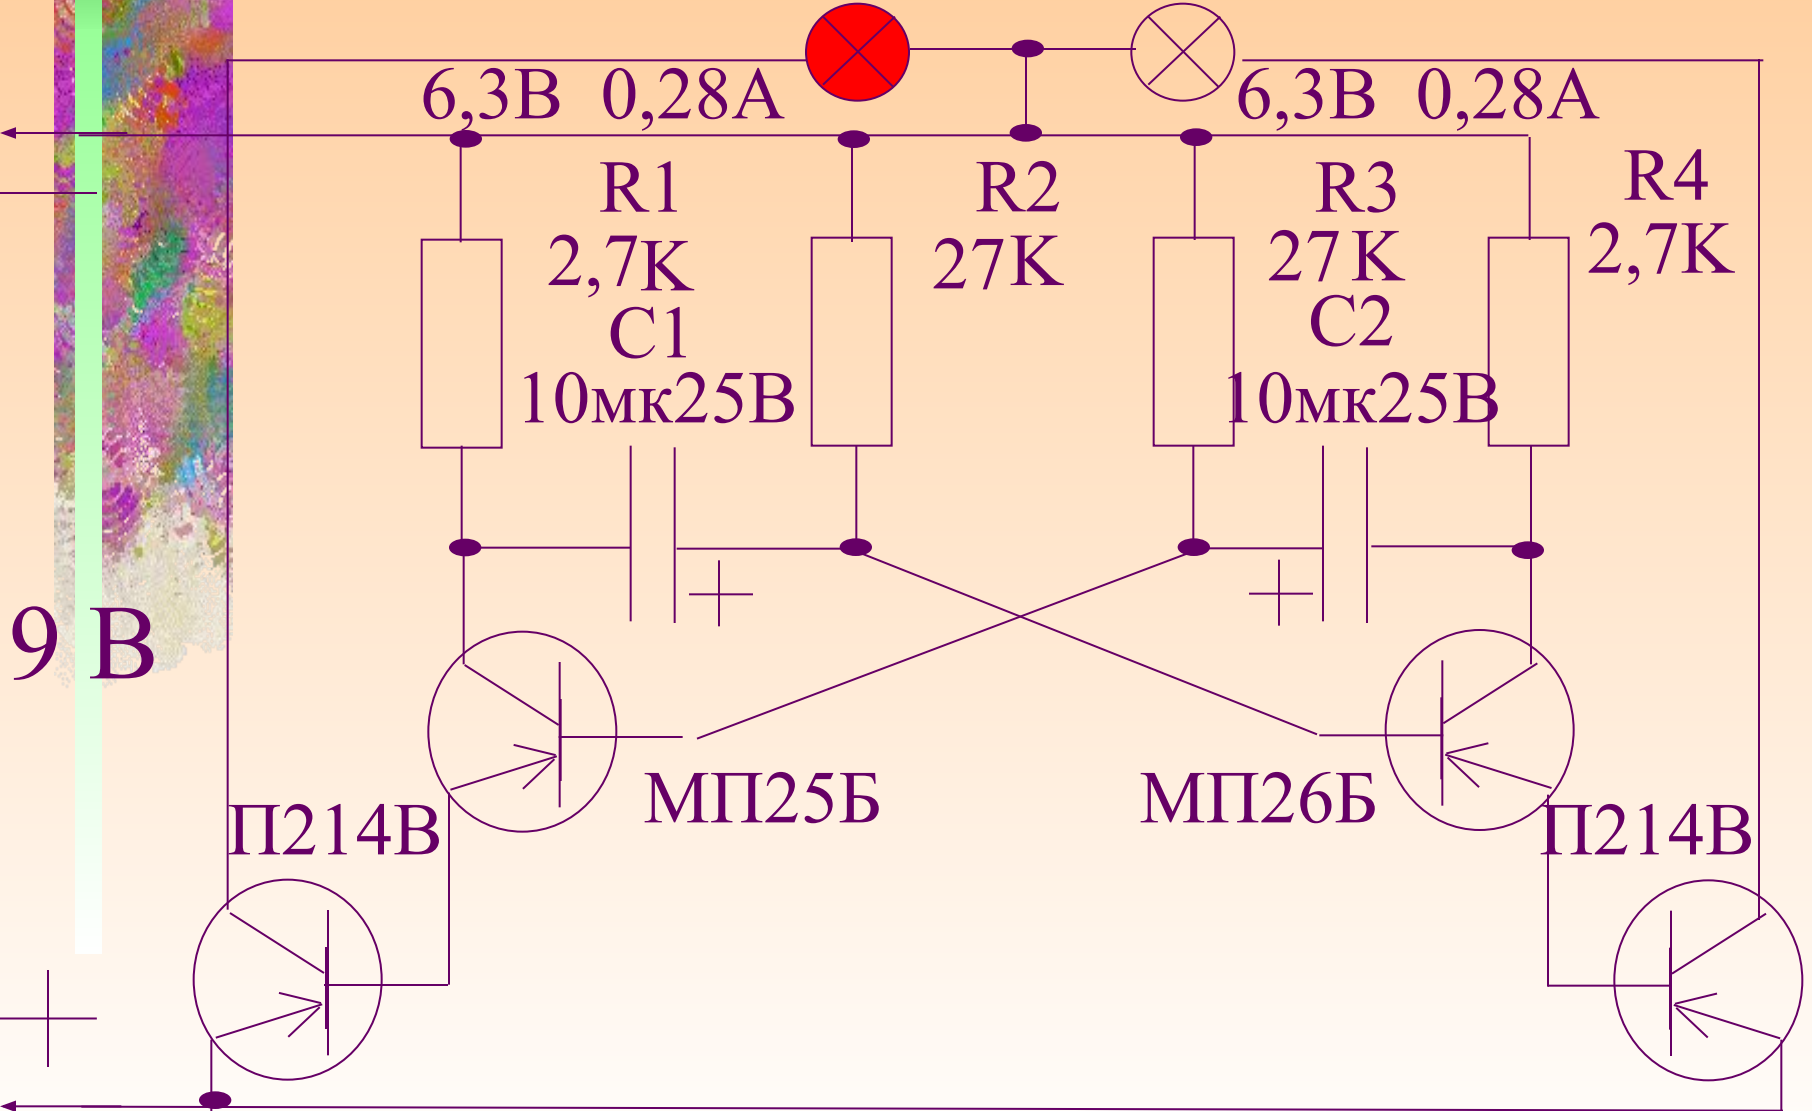 6,3В 0,28А
6,3В 0,28А
R1
2,7К
С1
10мк25В
R2
27К
R3
27К
С2
10мк25В
R4
2,7К
9 В
МП25Б
МП26Б
П214В
П214В